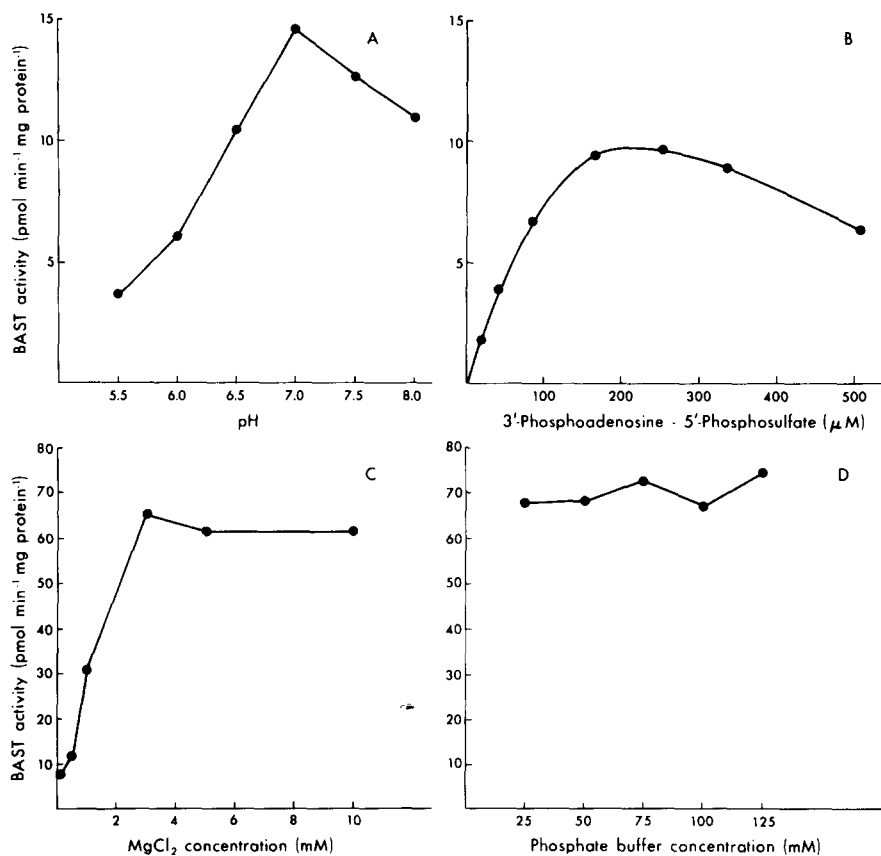 A
BAST activity (pmol min⁻¹ mg protein⁻¹)
15
10
5
5.5 6.0 6.5 7.0 7.5 8.0
pH
B
15
10
5
100 200 300 400 500
3'-Phosphoadenosine - 5'-Phosphosulfate (μM)
C
BAST activity (pmol min⁻¹ mg protein⁻¹)
80
70
60
50
40
30
20
10
2 4 6 8 10
MgCl₂ concentration (mM)
D
80
70
60
50
40
30
20
10
25 50 75 100 125
Phosphate buffer concentration (mM)